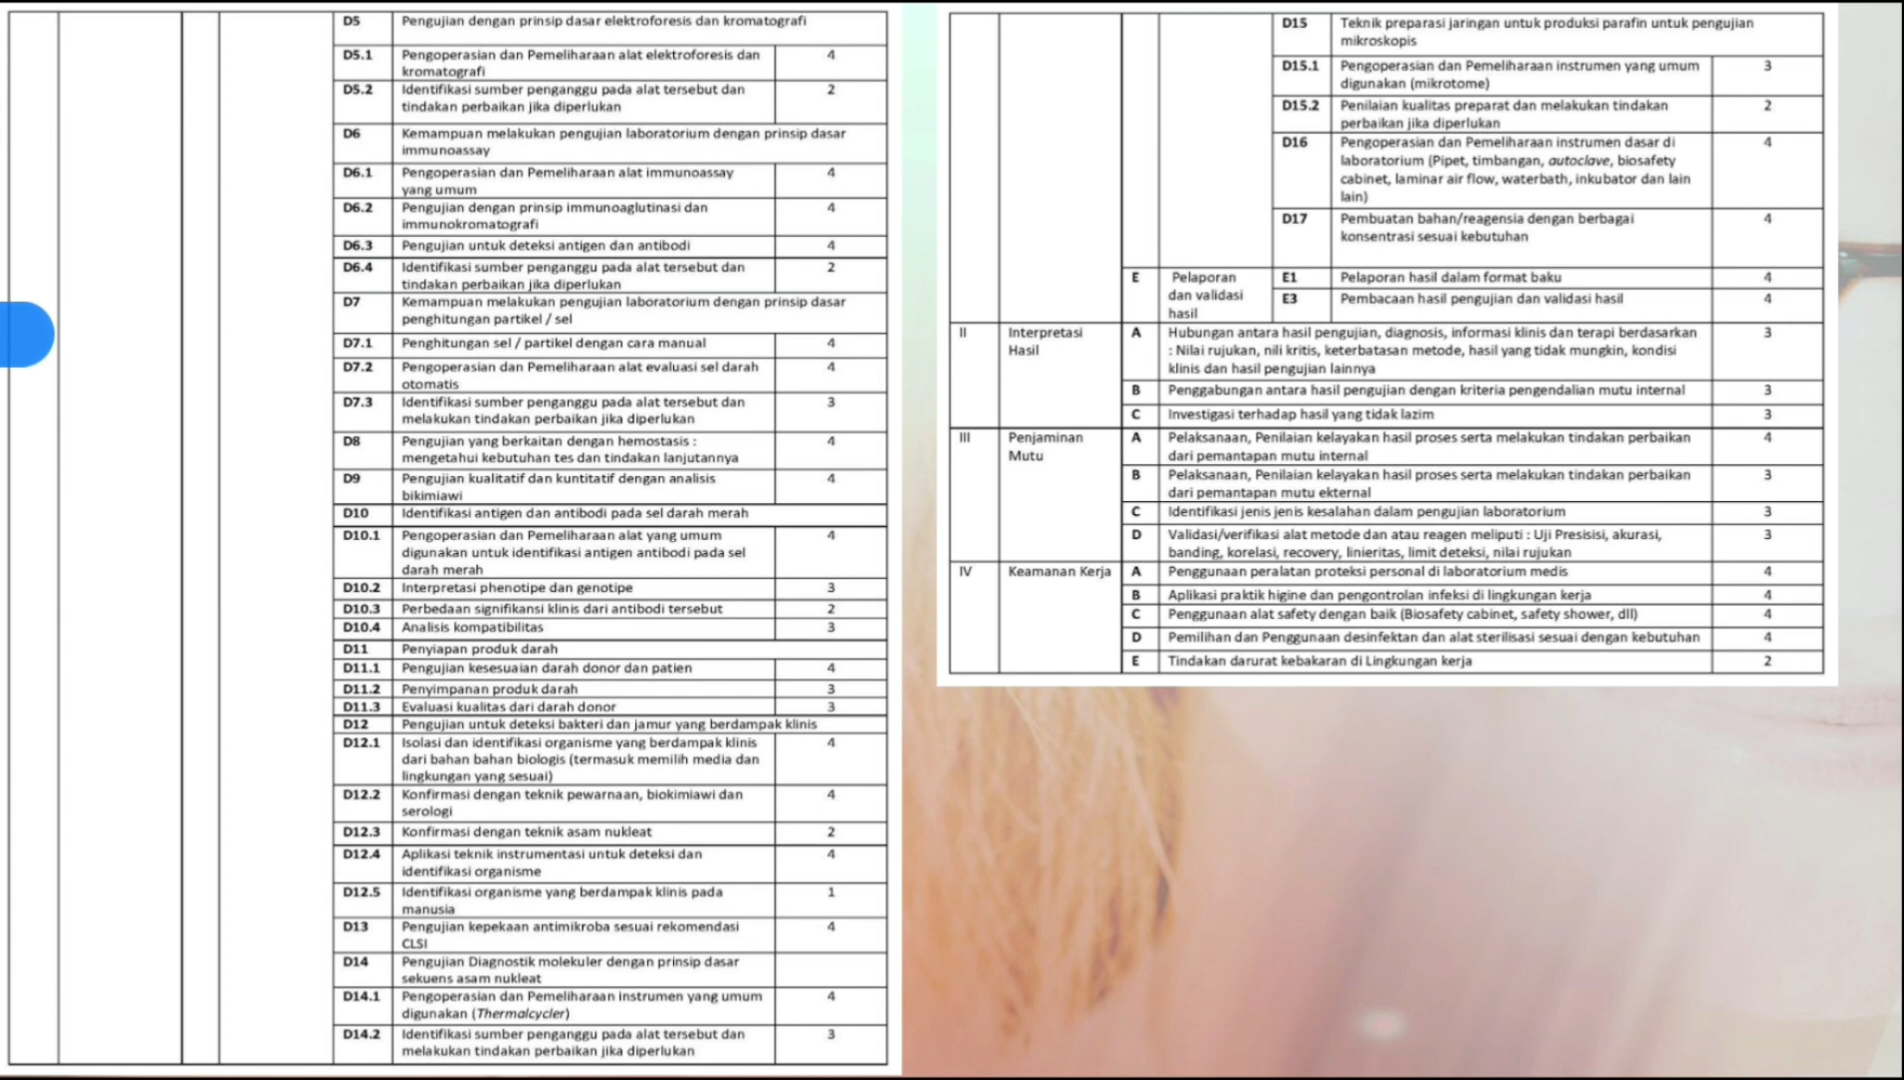 D5 Pengujian dengan prinsip dasar elektroforesis dan kromatografi
D5.1 Pengoperasian dan Pemeliharaan alat elektroforesis dan 4
kromatografi
D5.2 Identifikasi sumber penganggu pada alat tersebut dan 2
tindakan perbaikan jika diperlukan
D6 Kemampuan melakukan pengujian laboratorium dengan prinsip dasar
immunoassay
D6.1 Pengoperasian dan Pemeliharaan alat immunoassay 4
yang umum
D6.2 Pengujian dengan prinsip immunoaglutinasi dan 4
immunokromatografi
D6.3 Pengujian untuk deteksi antigen dan antibodi 4
D6.4 Identifikasi sumber penganggu pada alat tersebut dan 2
tindakan perbaikan jika diperlukan
D7 Kemampuan melakukan pengujian laboratorium dengan prinsip dasar
penghitungan partikel / sel
D7.1 Penghitungan sel / partikel dengan cara manual 4
D7.2 Pengoperasian dan Pemeliharaan alat evaluasi sel darah 4
otomatis
D7.3 Identifikasi sumber penganggu pada alat tersebut dan 3
melakukan tindakan perbaikan jika diperlukan
D8 Pengujian yang berkaitan dengan hemostasis : 4
mengetahui kebutuhan tes dan tindakan lanjutannya
D9 Pengujian kualitatif dan kuntitatif dengan analisis 4
bikimiawi
D10 Identifikasi antigen dan antibodi pada sel darah merah
D10.1 Pengoperasian dan Pemeliharaan alat yang umum 4
digunakan untuk identifikasi antigen antibodi pada sel
darah merah
D10.2 Interpretasi phenotipe dan genotipe 3
D10.3 Perbedaan signifikansi klinis dari antibodi tersebut 2
D10.4 Analisis kompatibilitas 3
D11 Penyiapan produk darah
D11.1 Pengujian kesesuaian darah donor dan patien 4
D11.2 Penyimpanan produk darah 3
D11.3 Evaluasi kualitas dari darah donor 3
D12 Pengujian untuk deteksi bakteri dan jamur yang berdampak klinis
D12.1 Isolasi dan identifikasi organisme yang berdampak klinis 4
dari bahan bahan biologis (termasuk memilih media dan
lingkungan yang sesuai)
D12.2 Konfirmasi dengan teknik pewarnaan, biokimiawi dan 4
serologi
D12.3 Konfirmasi dengan teknik asam nukleat 2
D12.4 Aplikasi teknik instrumentasi untuk deteksi dan 4
identifikasi organisme
D12.5 Identifikasi organisme yang berdampak klinis pada 1
manusia
D13 Pengujian kepekaan antimikroba sesuai rekomendasi 4
CLSI
D14 Pengujian Diagnostik molekuler dengan prinsip dasar
sekuens asam nukleat
D14.1 Pengoperasian dan Pemeliharaan instrumen yang umum 4
digunakan (Thermalcycler)
D14.2 Identifikasi sumber penganggu pada alat tersebut dan 3
melakukan tindakan perbaikan jika diperlukan
D15 Teknik preparasi jaringan untuk produksi parafin untuk pengujian
mikroskopis
D15.1 Pengoperasian dan Pemeliharaan instrumen yang umum 3
digunakan (mikrotome)
D15.2 Penilaian kualitas preparat dan melakukan tindakan 2
perbaikan jika diperlukan
D16 Pengoperasian dan Pemeliharaan instrumen dasar di 4
laboratorium (Pipet, timbangan, autoclave, biosafety
cabinet, laminar air flow, waterbath, inkubator dan lain
lain)
D17 Pembuatan bahan/reagensia dengan berbagai 4
konsentrasi sesuai kebutuhan
E Pelaporan E1 Pelaporan hasil dalam format baku 4
dan validasi E3 Pembacaan hasil pengujian dan validasi hasil 4
hasil
II Interpretasi A Hubungan antara hasil pengujian, diagnosis, informasi klinis dan terapi berdasarkan 3
Hasil : Nilai rujukan, nili kritis, keterbatasan metode, hasil yang tidak mungkin, kondisi
klinis dan hasil pengujian lainnya
B Penggabungan antara hasil pengujian dengan kriteria pengendalian mutu internal 3
C Investigasi terhadap hasil yang tidak lazim 3
III Penjaminan A Pelaksanaan, Penilaian kelayakan hasil proses serta melakukan tindakan perbaikan 4
Mutu dari pemantapan mutu internal
B Pelaksanaan, Penilaian kelayakan hasil proses serta melakukan tindakan perbaikan 3
dari pemantapan mutu ekternal
C Identifikasi jenis jenis kesalahan dalam pengujian laboratorium 3
D Validasi/verifikasi alat metode dan atau reagen meliputi : Uji Presisisi, akurasi, 3
banding, korelasi, recovery, linieritas, limit deteksi, nilai rujukan
IV Keamanan Kerja A Penggunaan peralatan proteksi personal di laboratorium medis 4
B Aplikasi praktik higine dan pengontrolan infeksi di lingkungan kerja 4
C Penggunaan alat safety dengan baik (Biosafety cabinet, safety shower, dll) 4
D Pemilihan dan Penggunaan desinfektan dan alat sterilisasi sesuai dengan kebutuhan 4
E Tindakan darurat kebakaran di Lingkungan kerja 2